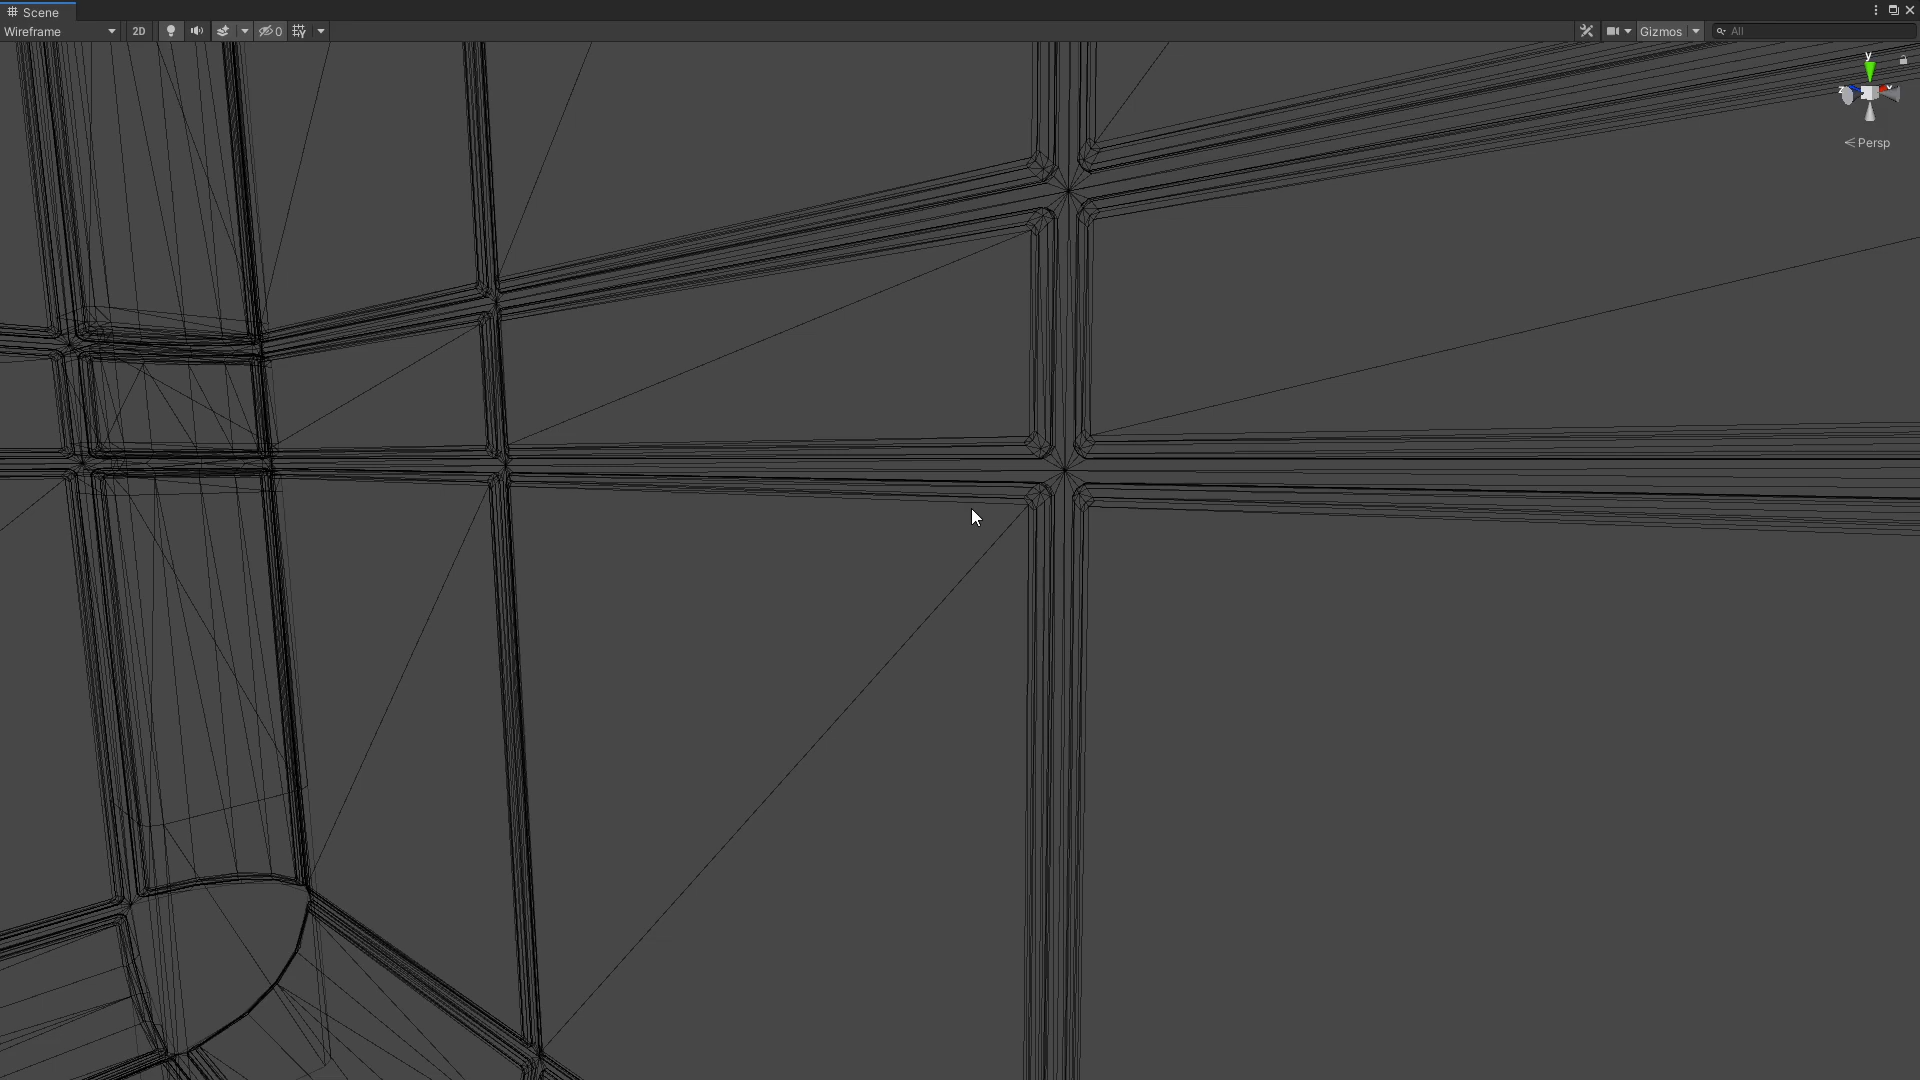 Scene
Wireframe 2D 0 Gizmos All
y
z x
< Persp